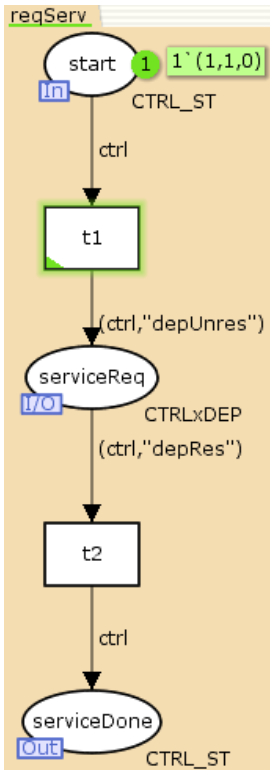 reqServ
start
1
1`(1,1,0)
In
CTRL_ST
ctrl
t1
(ctrl,"depUnres")
serviceReq
I/O
CTRLxDEP
(ctrl,"depRes")
t2
ctrl
serviceDone
Out
CTRL_ST